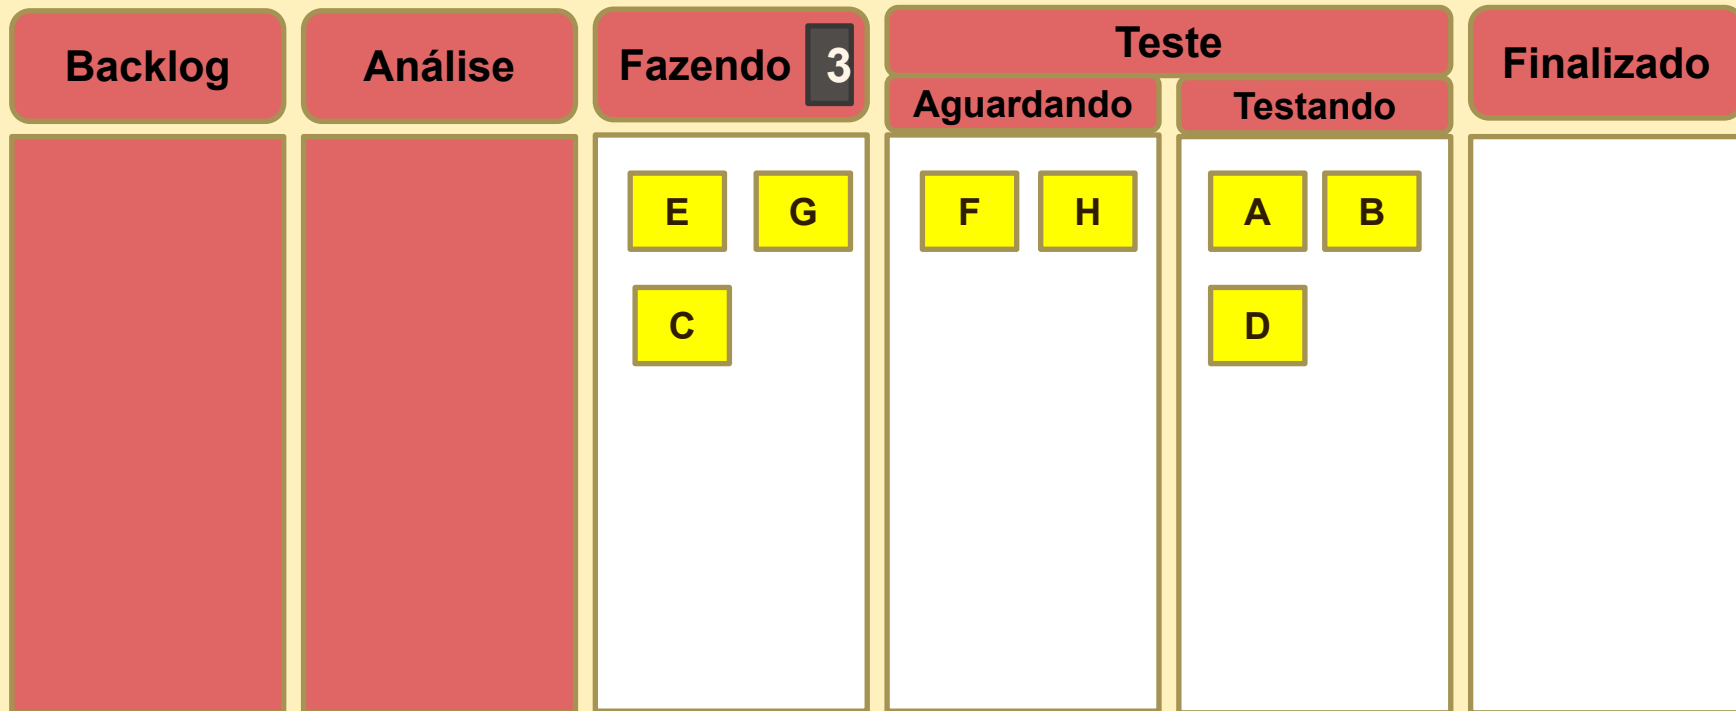 Backlog
Análise
Fazendo 3
Teste
Aguardando
Testando
Finalizado
E G
C
F H
A B
D